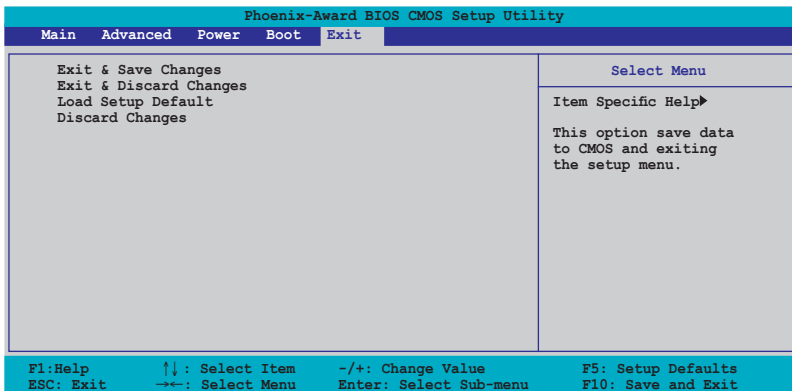 Phoenix-Award BIOS CMOS Setup Utility
Main Advanced Power Boot Exit
Exit & Save Changes
Exit & Discard Changes
Load Setup Default
Discard Changes
Select Menu
Item Specific Help▶
This option save data
to CMOS and exiting
the setup menu.
F1:Help ↑↓: Select Item -/+: Change Value F5: Setup Defaults
ESC: Exit →←: Select Menu Enter: Select Sub-menu F10: Save and Exit